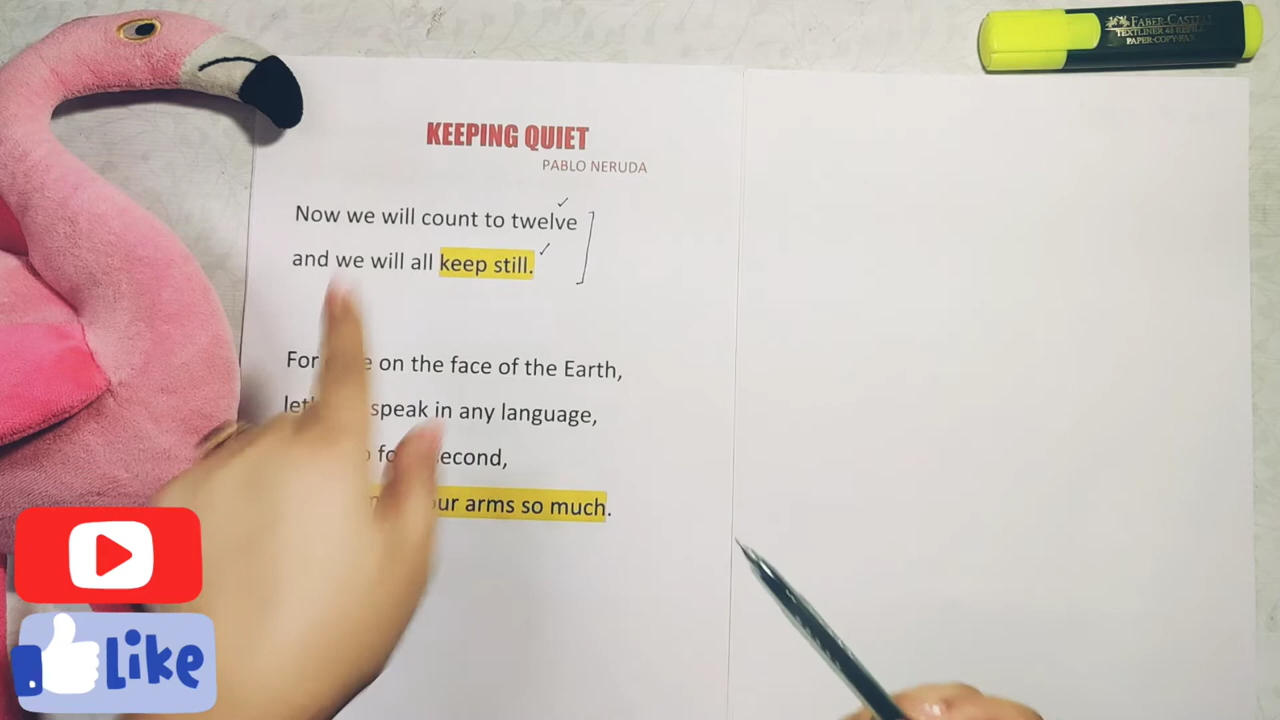 FABER-CASTELL
TEXTLINER 48 REFILL
PAPER-COPY-FAX
KEEPING QUIET
PABLO NERUDA
Now we will count to twelve
and we will all keep still.
For on the face of the Earth,
speak in any language,
second,
our arms so much.
like